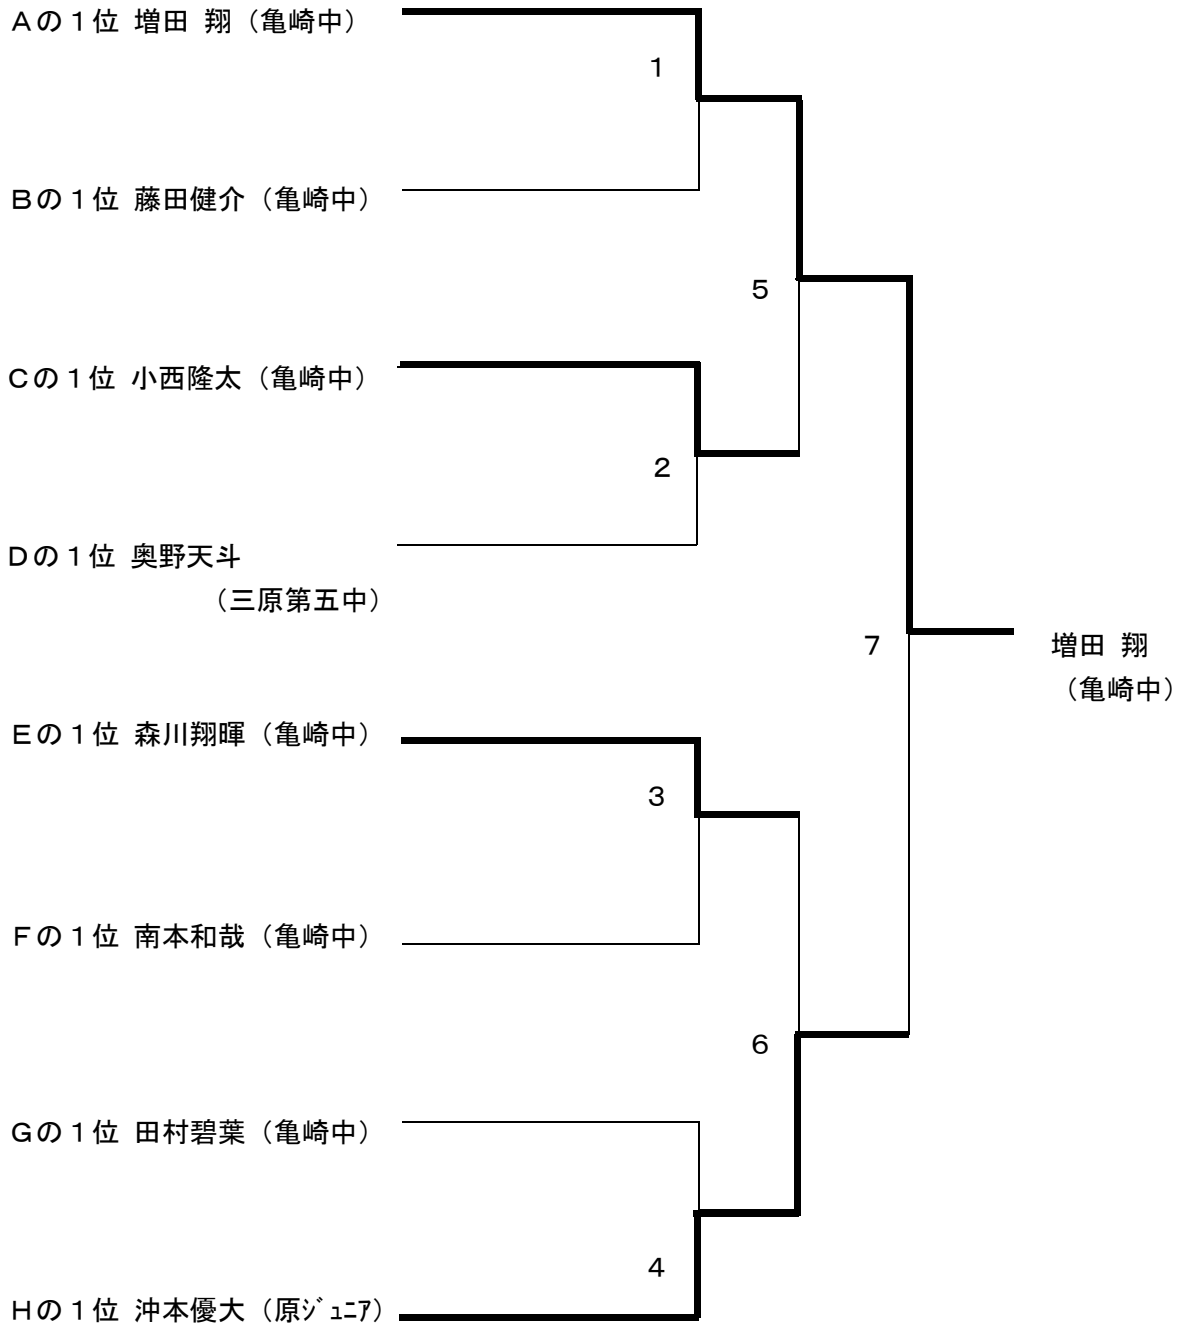 Aの1位 増田 翔（亀崎中）
1
Bの1位 藤田健介（亀崎中）
5
Cの1位 小西隆太（亀崎中）
2
Dの1位 奥野天斗
（三原第五中）
7
増田 翔
（亀崎中）
Eの1位 森川翔暉（亀崎中）
3
Fの1位 南本和哉（亀崎中）
6
Gの1位 田村碧葉（亀崎中）
4
Hの1位 沖本優大（原ｼﾞｭﾆｱ）